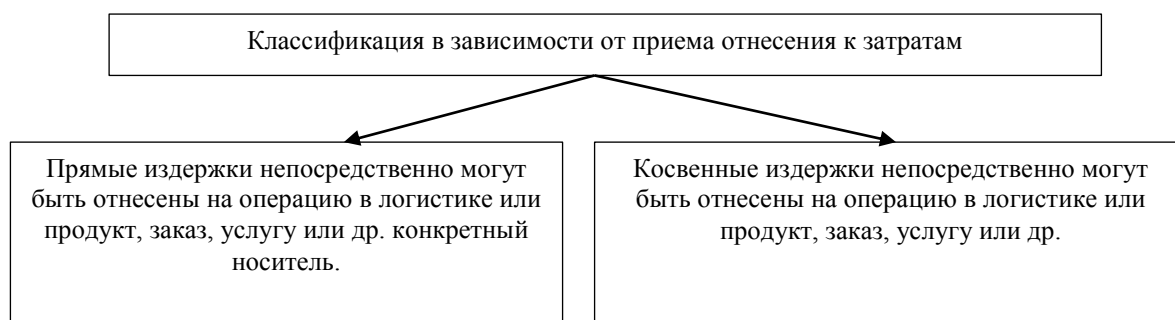 Классификация в зависимости от приема отнесения к затратам
Прямые издержки непосредственно могут
быть отнесены на операцию в логистике или
продукт, заказ, услугу или др. конкретный
носитель.
Косвенные издержки непосредственно могут
быть отнесены на операцию в логистике или
продукт, заказ, услугу или др.